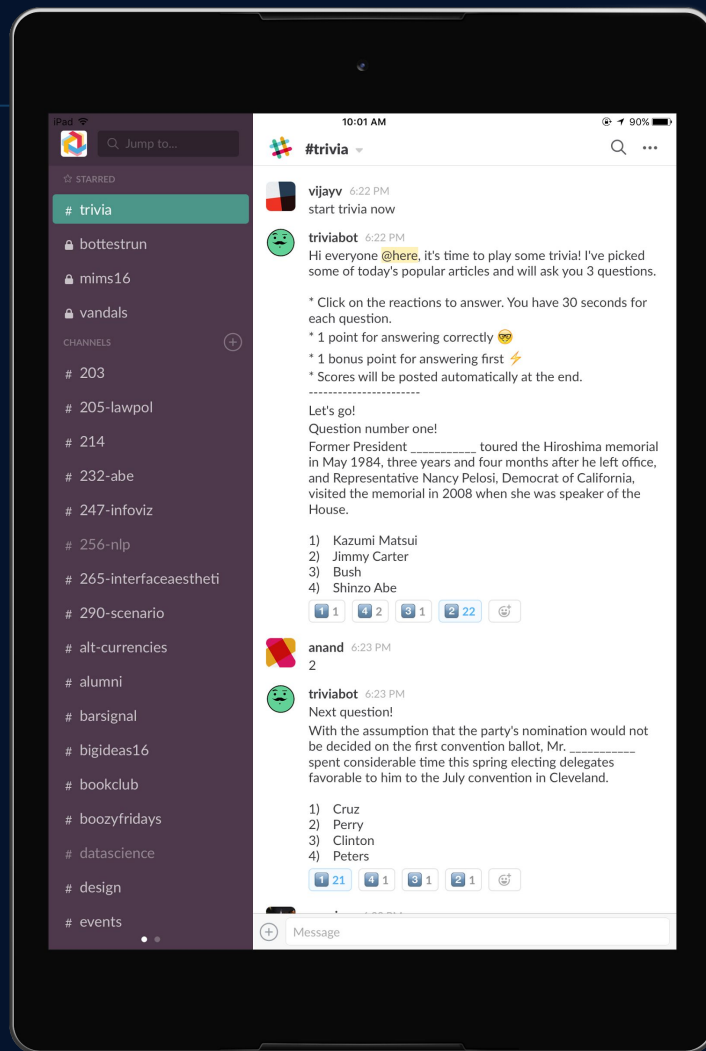 iPad
10:01 AM
90%
Jump to...
STARRED
# trivia
bottestrun
mims16
vandals
CHANNELS
# 203
# 205-lawpol
# 214
# 232-abe
# 247-infoviz
# 256-nlp
# 265-interfaceaestheti
# 290-scenario
# alt-currencies
# alumni
# barsignal
# bigideas16
# bookclub
# boozyfridays
# datascience
# design
# events
#trivia
vijayv 6:22 PM
start trivia now
triviabot 6:22 PM
Hi everyone @here, it's time to play some trivia! I've picked
some of today's popular articles and will ask you 3 questions.
* Click on the reactions to answer. You have 30 seconds for
each question.
* 1 point for answering correctly 🤓
* 1 bonus point for answering first ⚡
* Scores will be posted automatically at the end.
-----------------------
Let's go!
Question number one!
Former President ___________ toured the Hiroshima memorial
in May 1984, three years and four months after he left office,
and Representative Nancy Pelosi, Democrat of California,
visited the memorial in 2008 when she was speaker of the
House.
1) Kazumi Matsui
2) Jimmy Carter
3) Bush
4) Shinzo Abe
1 1 4 2 3 1 2 22
anand 6:23 PM
2
triviabot 6:23 PM
Next question!
With the assumption that the party's nomination would not
be decided on the first convention ballot, Mr. ___________
spent considerable time this spring electing delegates
favorable to him to the July convention in Cleveland.
1) Cruz
2) Perry
3) Clinton
4) Peters
1 21 4 1 3 1 2 1
Message